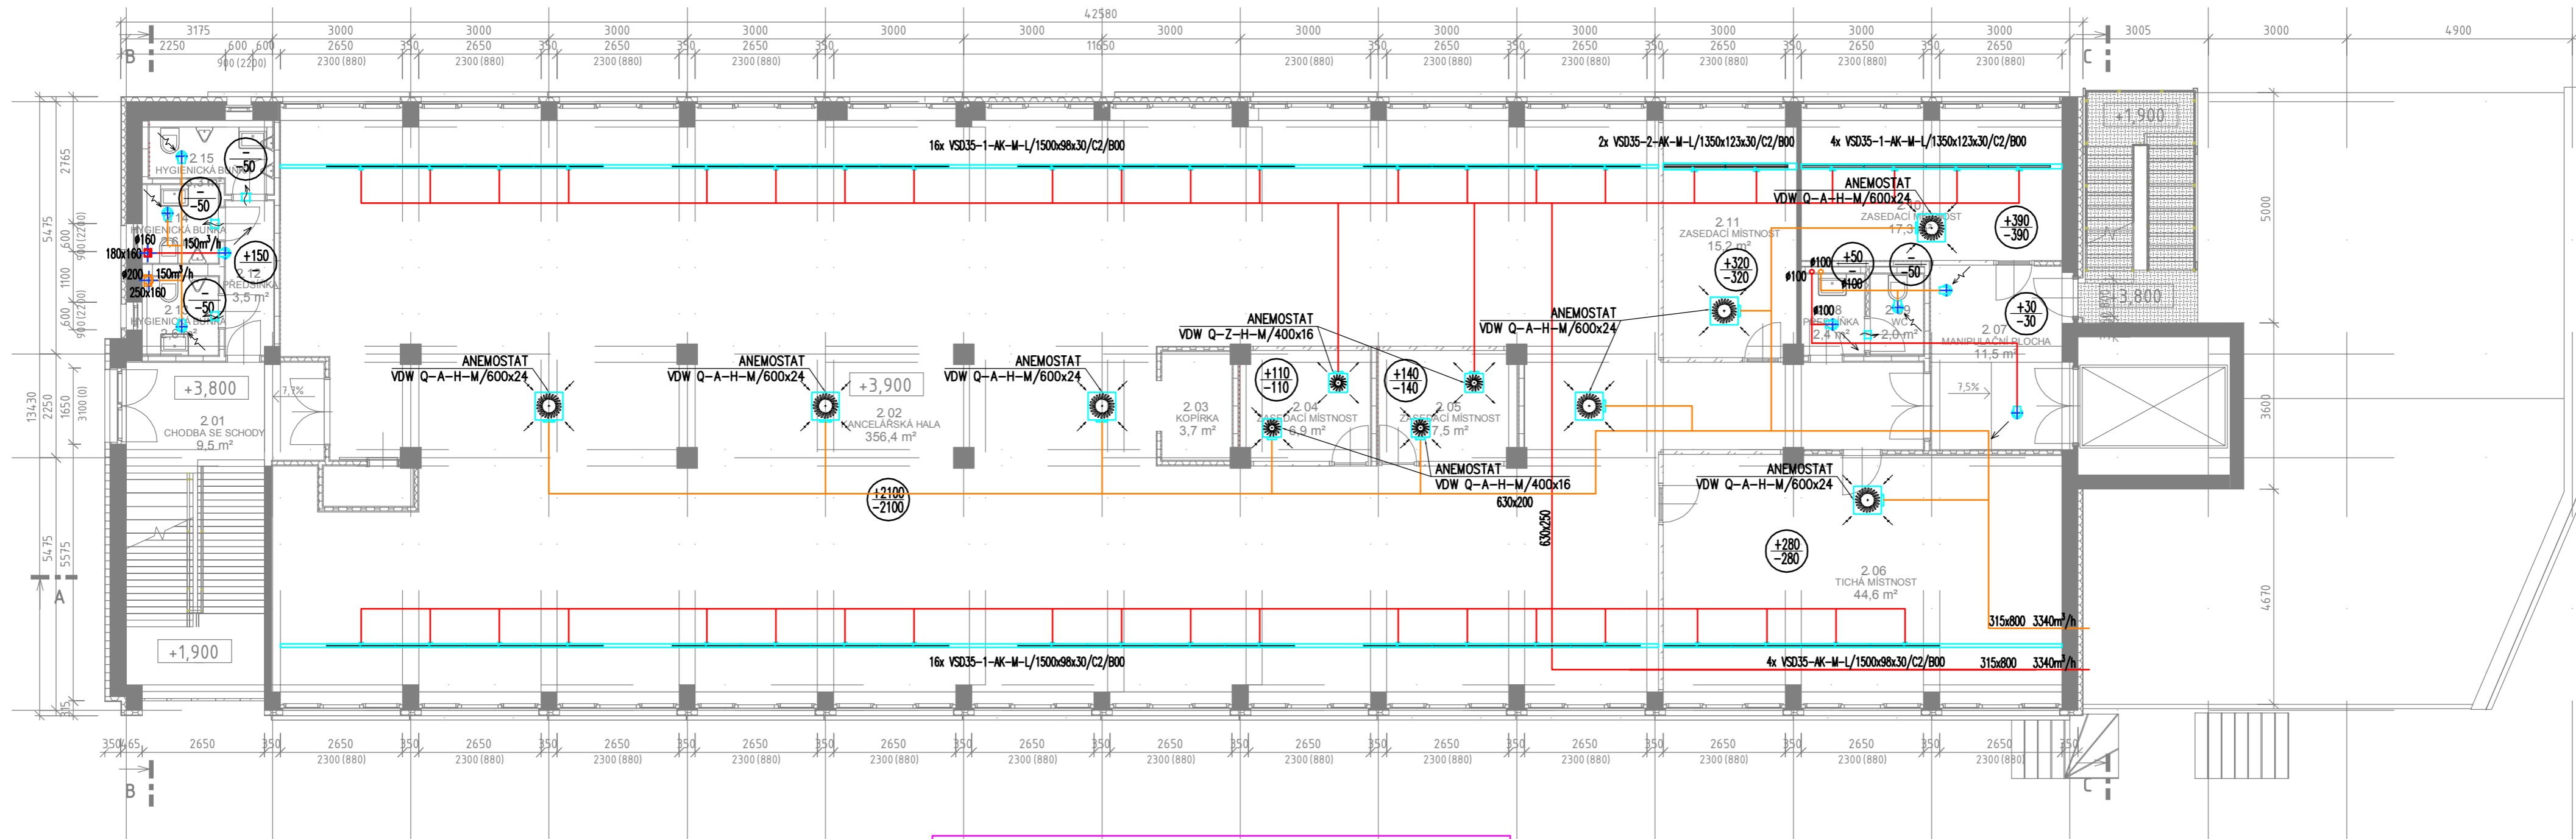 42580
3175 3000 3000 3000 3000 3000 3000 3000 3000 3000 3000 3000 3000 3000 3005 3000 4900
2250 600 600 2650 350 2650 350 2650 350 2650 350 11650 350 2650 350 2650 350 2650 350 2650 350 2650
900 (2200) 2300 (880) 2300 (880) 2300 (880) 2300 (880) 2300 (880) 2300 (880) 2300 (880) 2300 (880) 2300 (880) 2300 (880)
B
C
+1,900
16x VSD35-1-AK-M-L/1500x98x30/C2/B00
2x VSD35-2-AK-M-L/1350x123x30/C2/B00
4x VSD35-1-AK-M-L/1350x123x30/C2/B00
2.15
HYGIENICKÁ BUŇKA
-
-50
-
-50
HYGIENICKÁ BUŇKA
ø160
180x160
150m³/h
+150
-
ø200
150m³/h
250x160
2.12
PŘEDSÍŇKA
3,5 m²
-
-50
HYGIENICKÁ BUŇKA
ANEMOSTAT
VDW Q-A-H-M/600x24
ZASEDACÍ MÍSTNOST
+390
-390
2.11
ZASEDACÍ MÍSTNOST
15,2 m²
+320
-320
+50
-
-
-50
ø100
ø100
ø100
ø100
PŘEDSÍŇKA
2,4 m²
WC
2,0 m²
+30
-30
2.07
MANIPULAČNÍ PLOCHA
11,5 m²
+3,800
2765
5475
600
900 (2200)
1100
600
900 (2200)
13430
2250
1650
3100 (0)
5475
5575
315
5000
3600
4670
ANEMOSTAT
VDW Q-Z-H-M/400x16
ANEMOSTAT
VDW Q-A-H-M/600x24
ANEMOSTAT
VDW Q-A-H-M/600x24
ANEMOSTAT
VDW Q-A-H-M/600x24
ANEMOSTAT
VDW Q-A-H-M/600x24
+3,800
7,7%
+3,900
+110
-110
+140
-140
7,5%
2.01
CHODBA SE SCHODY
9,5 m²
2.02
KANCELÁŘSKÁ HALA
356,4 m²
2.03
KOPÍRKA
3,7 m²
2.04
ZASEDACÍ MÍSTNOST
6,9 m²
2.05
ZASEDACÍ MÍSTNOST
7,5 m²
ANEMOSTAT
VDW Q-A-H-M/400x16
ANEMOSTAT
VDW Q-A-H-M/600x24
+2100
-2100
630x200
630x250
+280
-280
2.06
TICHÁ MÍSTNOST
44,6 m²
A
+1,900
315x800 3340m³/h
16x VSD35-1-AK-M-L/1500x98x30/C2/B00
4x VSD35-AK-M-L/1500x98x30/C2/B00
315x800 3340m³/h
350 465 2650 350 2650 350 2650 350 2650 350 2650 350 2650 350 2650 350 2650 350 2650 350 2650 350 2650 350 2650 350 2650 350 2650 350
2300 (880) 2300 (880) 2300 (880) 2300 (880) 2300 (880) 2300 (880) 2300 (880) 2300 (880) 2300 (880) 2300 (880) 2300 (880) 2300 (880) 2300 (880)
B
C